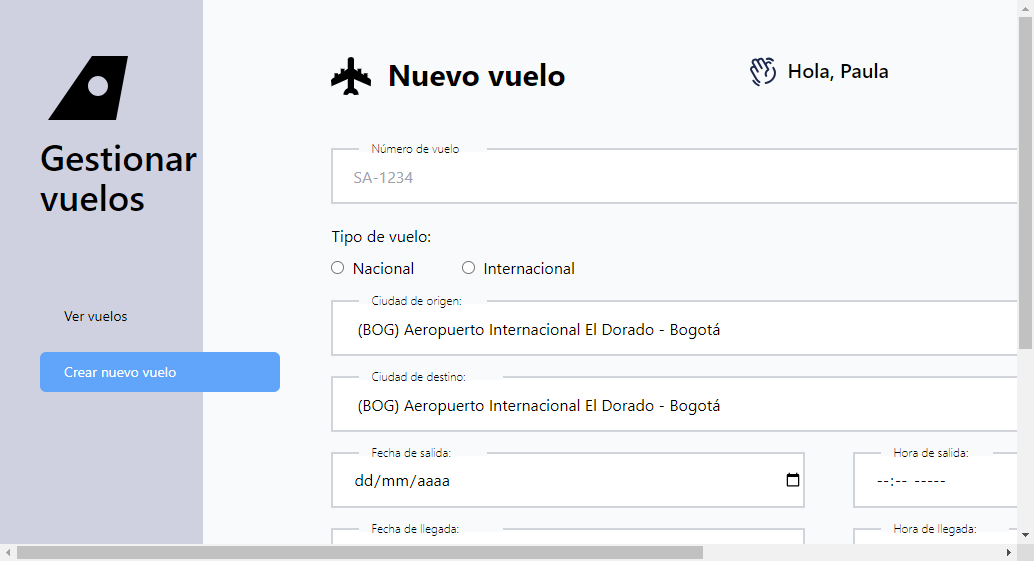 Gestionar
vuelos
Ver vuelos
Crear nuevo vuelo
Nuevo vuelo
Hola, Paula
Número de vuelo
SA-1234
Tipo de vuelo:
Nacional Internacional
Ciudad de origen:
(BOG) Aeropuerto Internacional El Dorado - Bogotá
Ciudad de destino:
(BOG) Aeropuerto Internacional El Dorado - Bogotá
Fecha de salida: Hora de salida:
dd/mm/aaaa --:-- -----
Fecha de llegada: Hora de llegada: